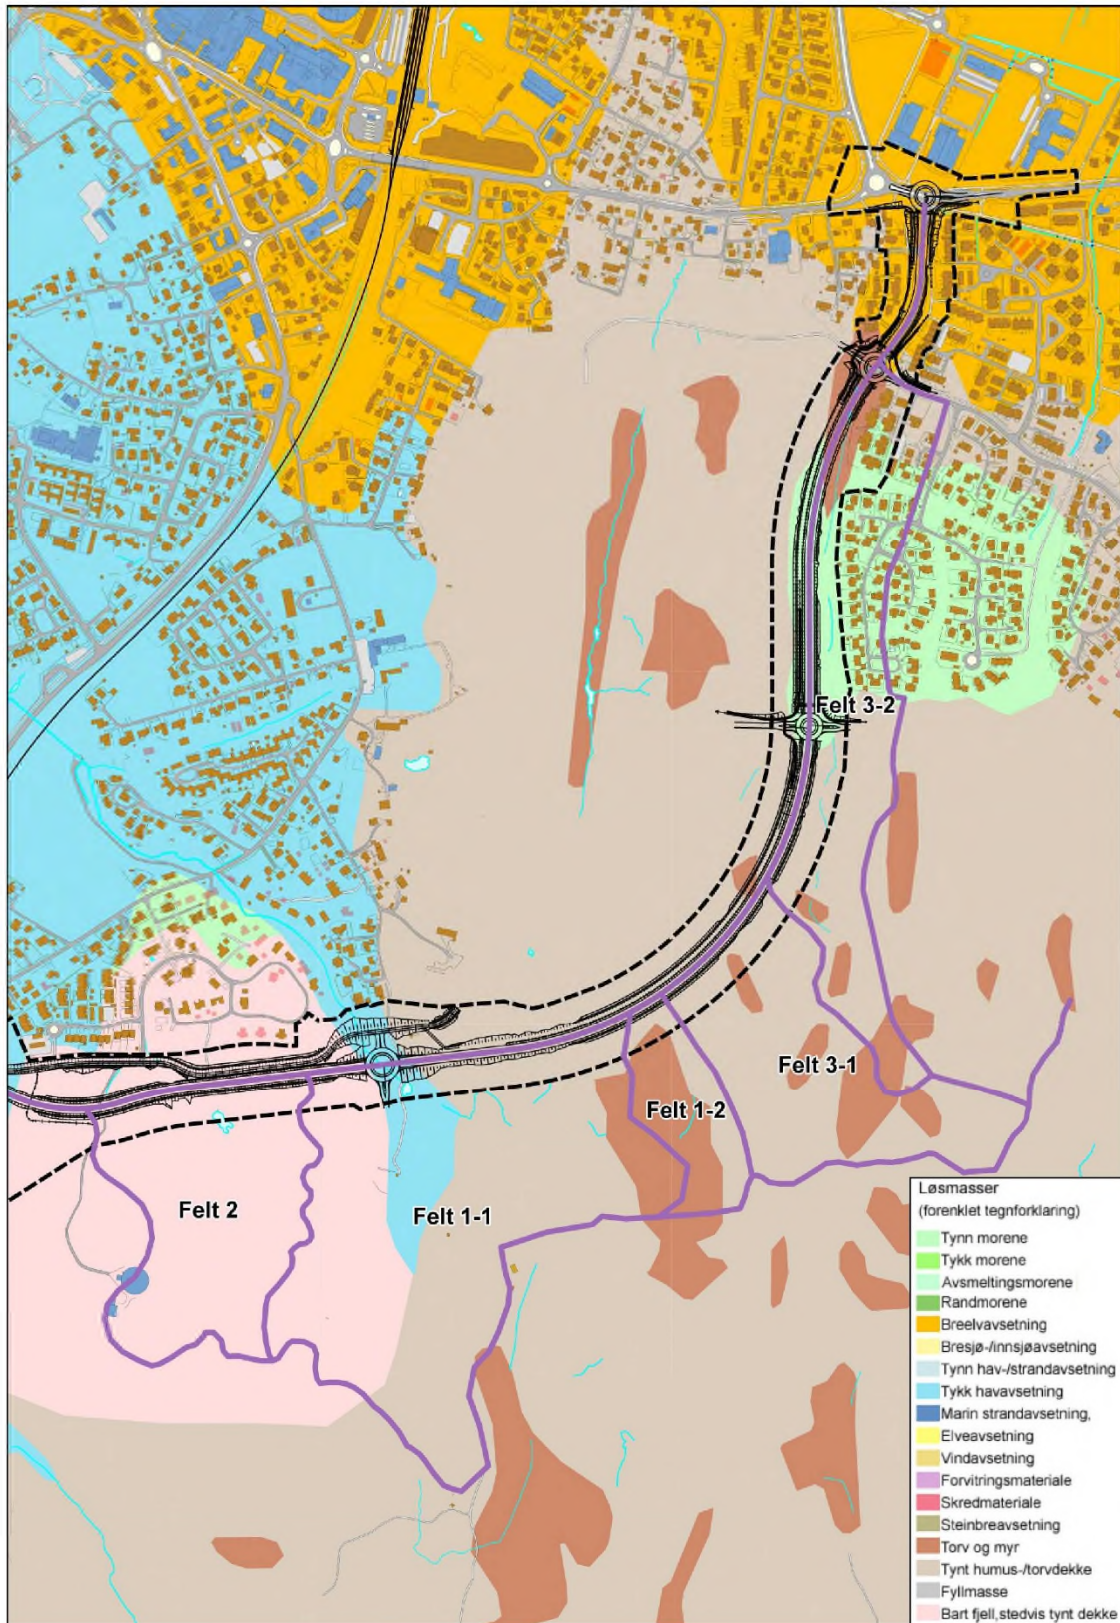 Felt 3-2
Felt 3-1
Felt 1-2
Felt 2
Felt 1-1
Løsmasser
(forenklet tegnforklaring)
Tynn morene
Tykk morene
Avsmeltingsmorene
Randmorene
Breelvavsetning
Bresjø-/innsjøavsetning
Tynn hav-/strandavsetning
Tykk havavsetning
Marin strandavsetning,
Elveavsetning
Vindavsetning
Forvitringsmateriale
Skredmateriale
Steinbreavsetning
Torv og myr
Tynt humus-/torvdekke
Fyllmasse
Bart fjell,stedvis tynt dekke